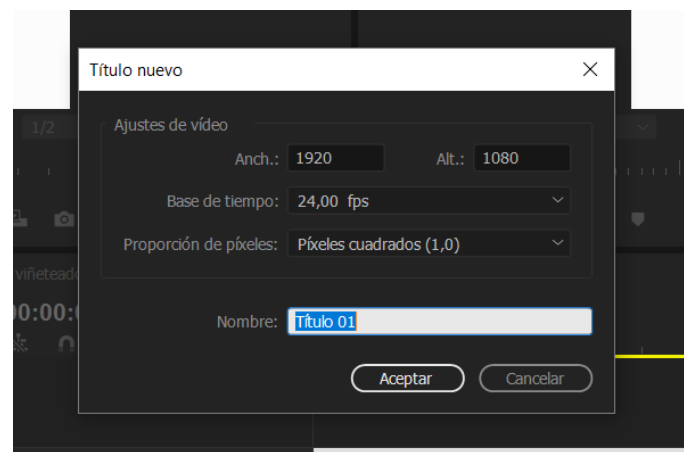 Título nuevo
1/2
Ajustes de vídeo
Anch.: 1920 Alt.: 1080
Base de tiempo: 24,00 fps
Proporción de píxeles: Píxeles cuadrados (1,0)
viñetead
00:00:
Nombre: Título 01
Aceptar Cancelar